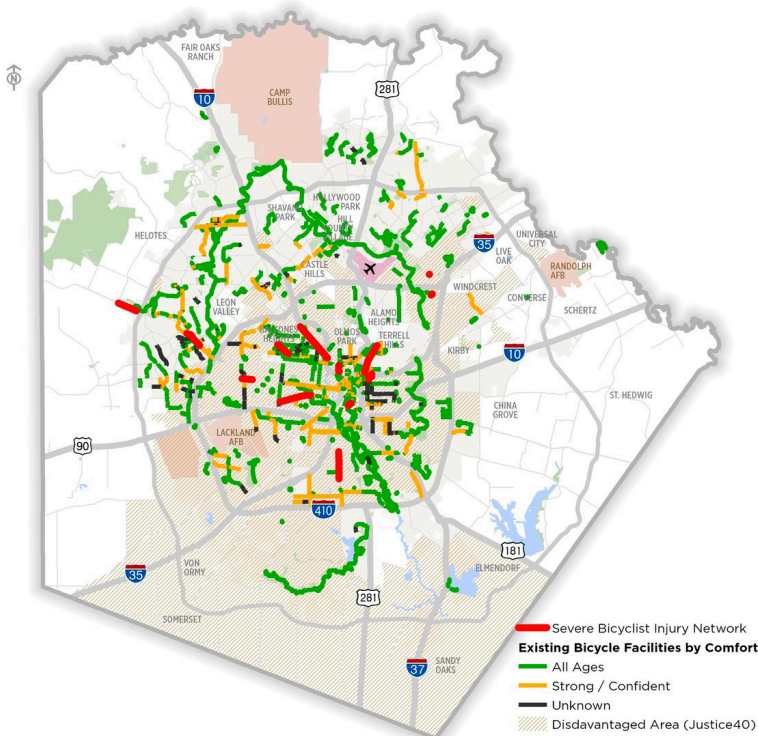 FAIR OAKS
RANCH
N
10
CAMP
BULLIS
281
HOLLYWOOD
PARK
SHAVANO
PARK
HILL
COUNTRY
VILLAGE
HELOTES
UNIVERSAL
CITY
35
LIVE
OAK
CASTLE
HILLS
RANDOLPH
AFB
WINDCREST
LEON
VALLEY
CONVERSE
SCHERTZ
ALAMO
HEIGHTS
BALCONES
HEIGHTS
OLMOS
PARK
TERRELL
HILLS
KIRBY
10
ST. HEDWIG
CHINA
GROVE
LACKLAND
AFB
90
410
181
VON
ORMY
35
ELMENDORF
281
SOMERSET
SANDY
OAKS
37
Severe Bicyclist Injury Network
Existing Bicycle Facilities by Comfort
All Ages
Strong / Confident
Unknown
Disdavantaged Area (Justice40)